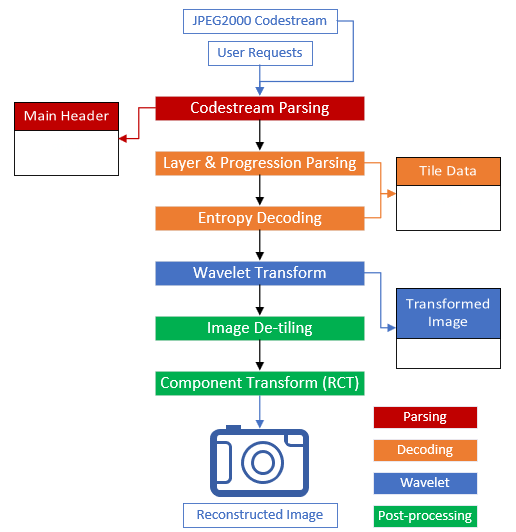 JPEG2000 Codestream
User Requests
Codestream Parsing
Main Header
Layer & Progression Parsing
Tile Data
Entropy Decoding
Wavelet Transform
Transformed
Image
Image De-tiling
Component Transform (RCT)
Parsing
Decoding
Wavelet
Post-processing
Reconstructed Image